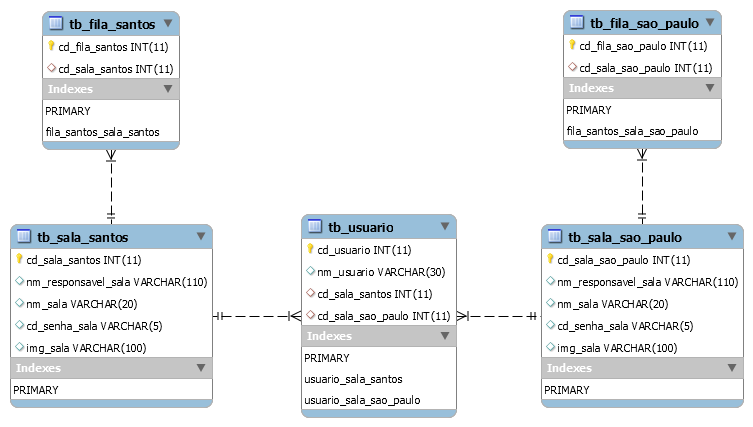 tb_fila_santos
cd_fila_santos INT(11)
cd_sala_santos INT(11)
Indexes
PRIMARY
fila_santos_sala_santos
tb_fila_sao_paulo
cd_fila_sao_paulo INT(11)
cd_sala_sao_paulo INT(11)
Indexes
PRIMARY
fila_santos_sala_sao_paulo
tb_sala_santos
cd_sala_santos INT(11)
nm_responsavel_sala VARCHAR(110)
nm_sala VARCHAR(20)
cd_senha_sala VARCHAR(5)
img_sala VARCHAR(100)
Indexes
PRIMARY
tb_usuario
cd_usuario INT(11)
nm_usuario VARCHAR(30)
cd_sala_santos INT(11)
cd_sala_sao_paulo INT(11)
Indexes
PRIMARY
usuario_sala_santos
usuario_sala_sao_paulo
tb_sala_sao_paulo
cd_sala_sao_paulo INT(11)
nm_responsavel_sala VARCHAR(110)
nm_sala VARCHAR(20)
cd_senha_sala VARCHAR(5)
img_sala VARCHAR(100)
Indexes
PRIMARY